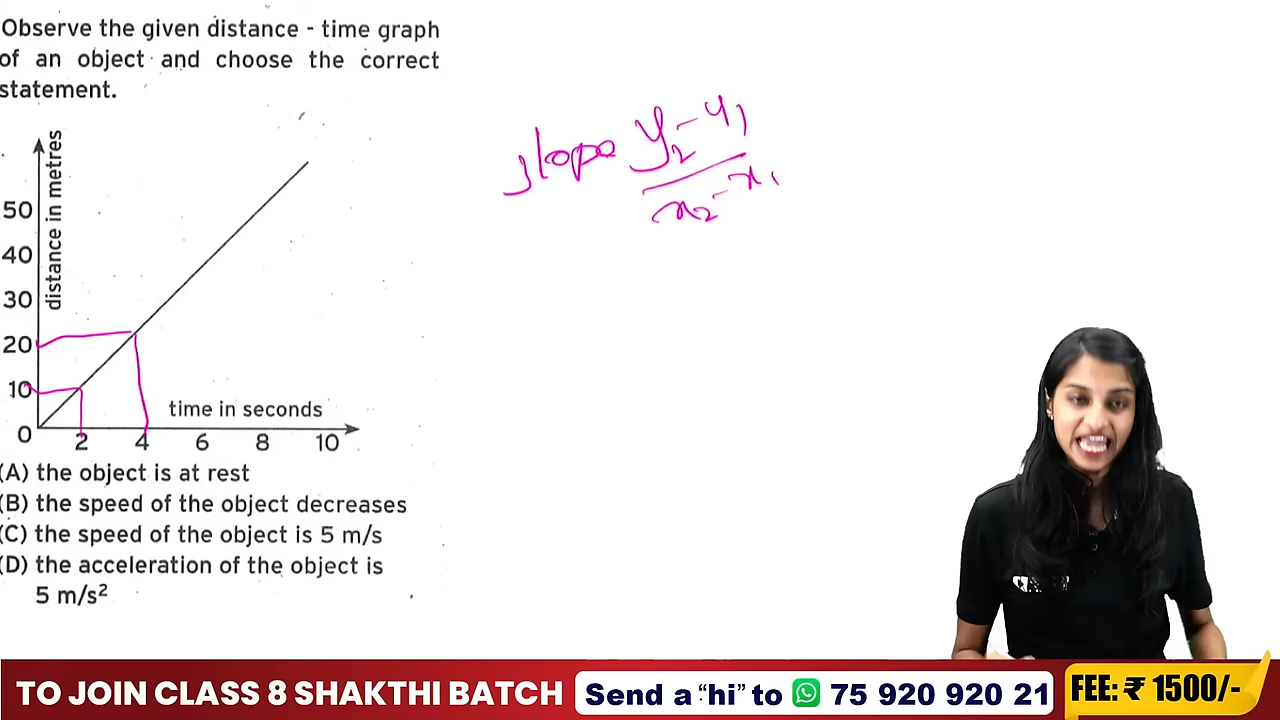 Observe the given distance - time graph
of an object and choose the correct
statement.
slope y₂-y₁
x₂-x₁
distance in metres
50
40
30
20
10
0
time in seconds
2 4 6 8 10
(A) the object is at rest
(B) the speed of the object decreases
(C) the speed of the object is 5 m/s
(D) the acceleration of the object is
5 m/s²
TO JOIN CLASS 8 SHAKTHI BATCH
Send a “hi” to 75 920 920 21
FEE: ₹ 1500/-